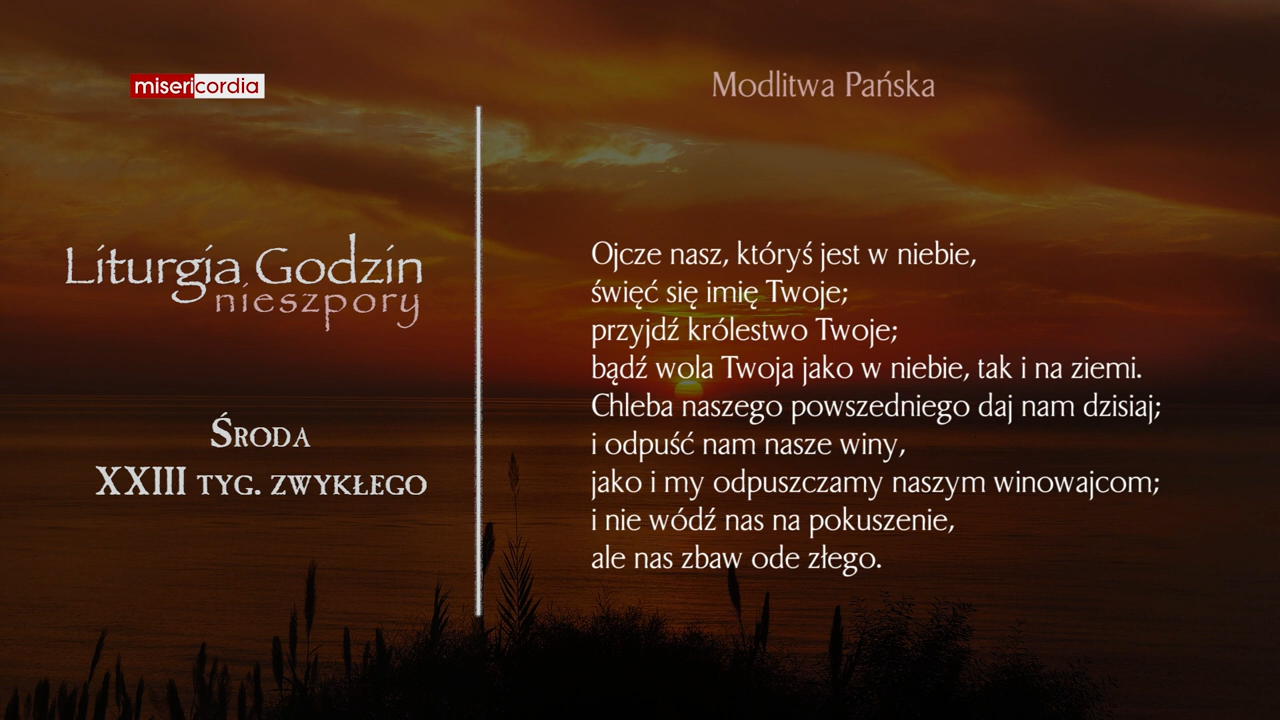 misericordia
Liturgia Godzin
nieszpory
Środa
XXIII tyg. zwykłego
Modlitwa Pańska
Ojcze nasz, któryś jest w niebie,
święć się imię Twoje;
przyjdź królestwo Twoje;
bądź wola Twoja jako w niebie, tak i na ziemi.
Chleba naszego powszedniego daj nam dzisiaj;
i odpuść nam nasze winy,
jako i my odpuszczamy naszym winowajcom;
i nie wódź nas na pokuszenie,
ale nas zbaw ode złego.